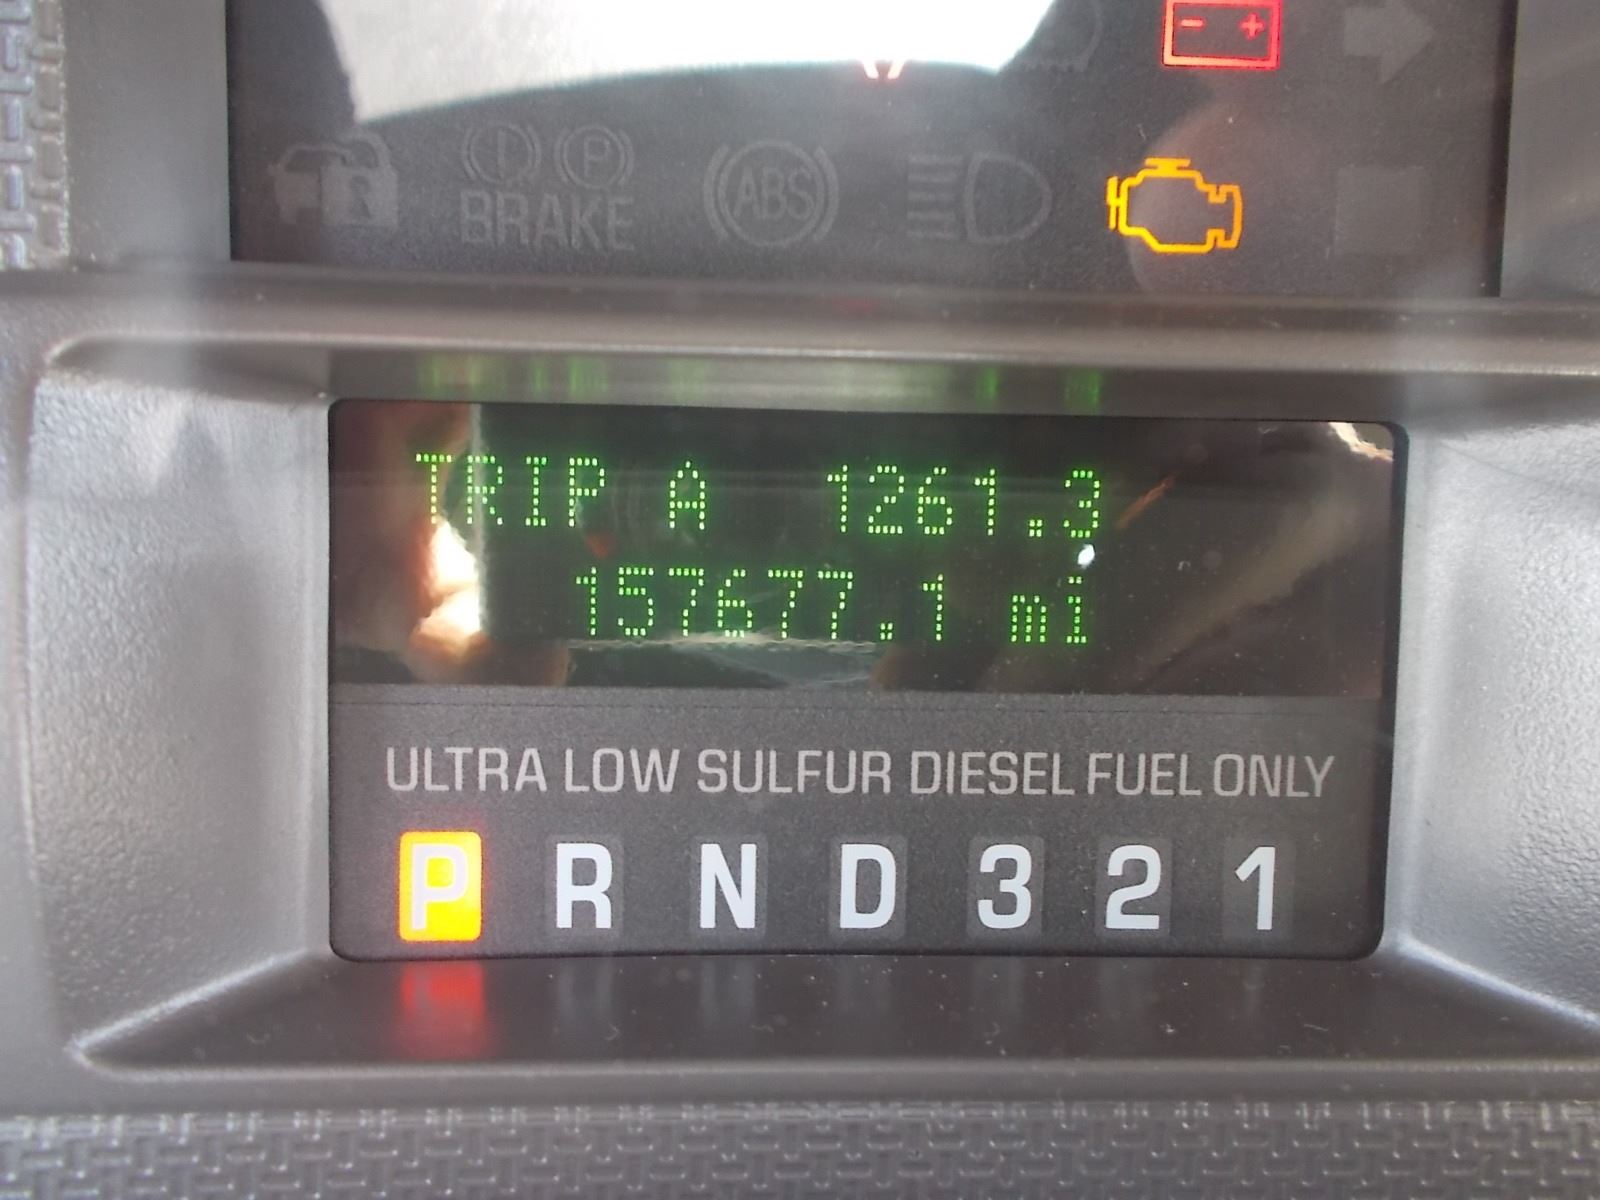 - +
! P
BRAKE
ABS
TRIP A 1261.3
157677.1 mi
ULTRA LOW SULFUR DIESEL FUEL ONLY
P R N D 3 2 1